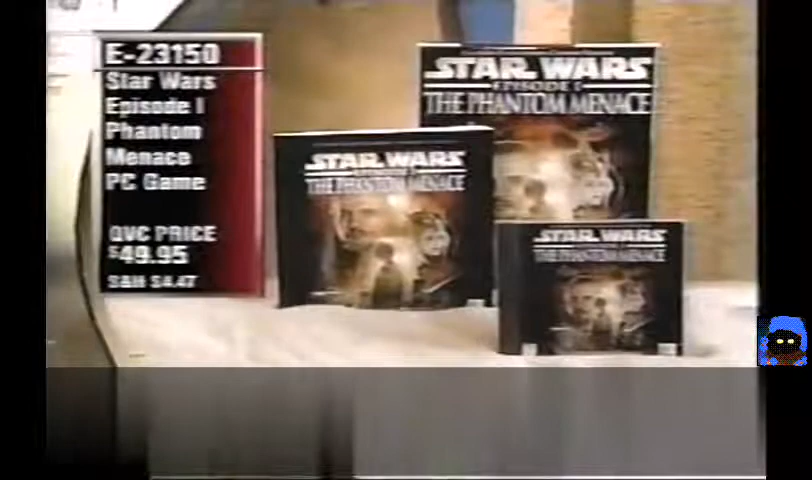 E-23150
Star Wars
Episode I
Phantom
Menace
PC Game
QVC PRICE
$49.95
S&H $4.47
STAR WARS
EPISODE I
THE PHANTOM MENACE
STAR WARS
EPISODE I
THE PHANTOM MENACE
STAR WARS
THE PHANTOM MENACE